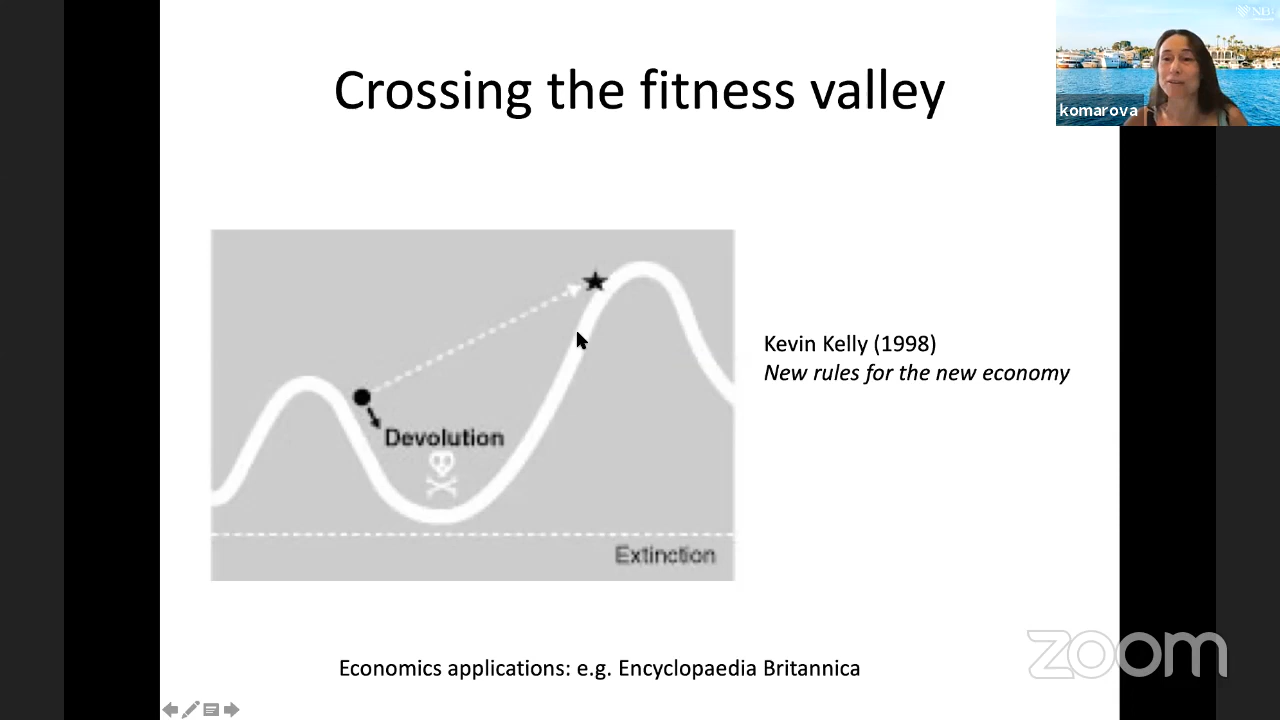 Crossing the fitness valley
NBI
komarova
Kevin Kelly (1998)
New rules for the new economy
Devolution
Extinction
Economics applications: e.g. Encyclopaedia Britannica
zoom